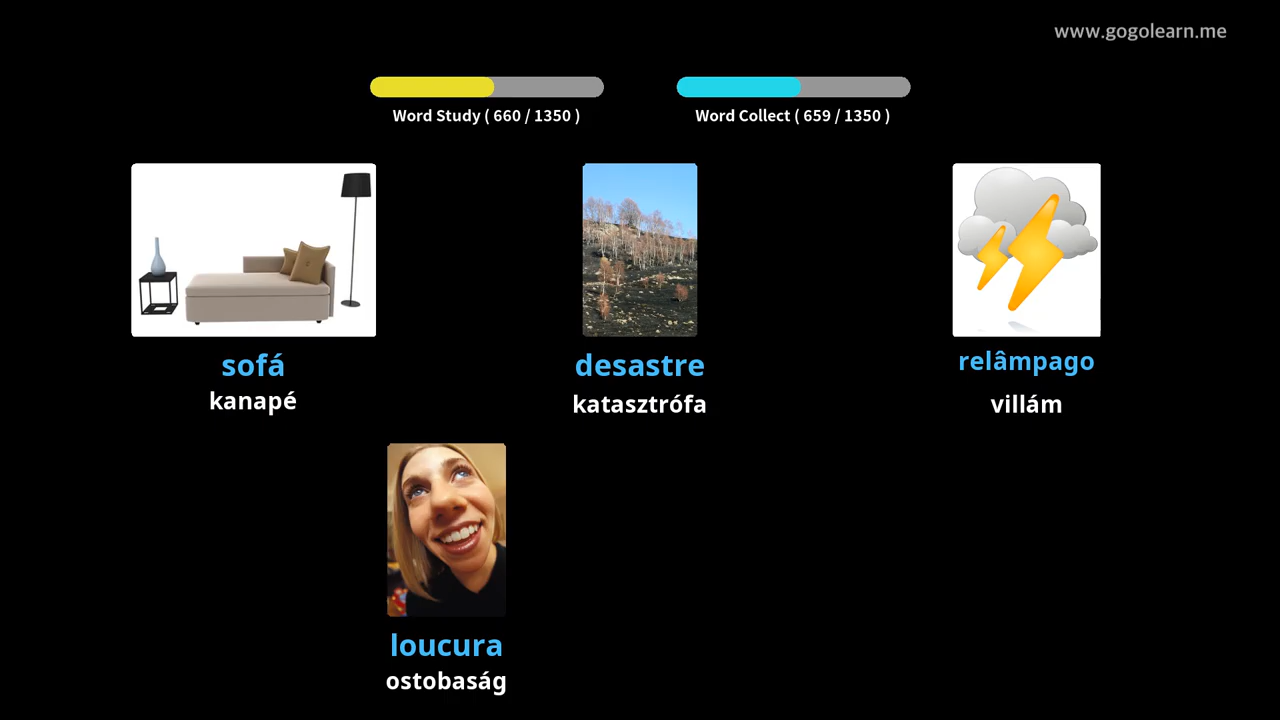 www.gogolearn.me
Word Study ( 660 / 1350 )
Word Collect ( 659 / 1350 )
sofá
kanapé
desastre
katasztrófa
relâmpago
villám
loucura
ostobaság